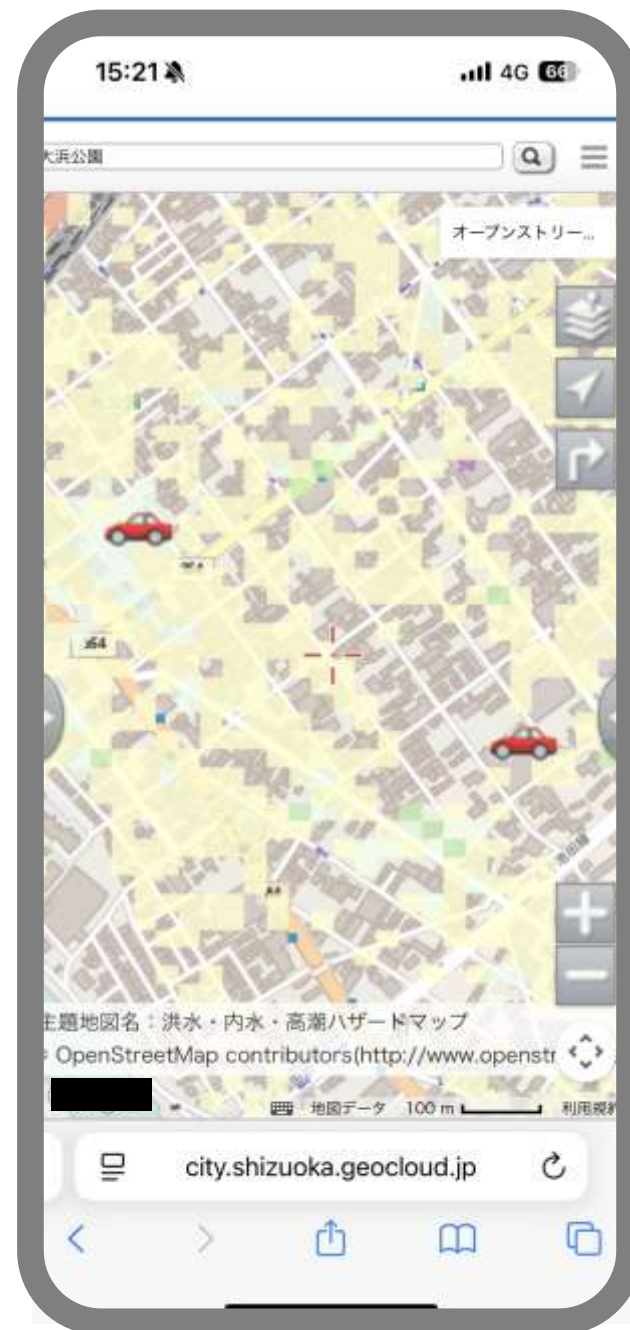 15:21
4G 66
大浜公園
オープンストリー...
354
主題地図名：洪水・内水・高潮ハザードマップ
© OpenStreetMap contributors(http://www.openstr
地図データ 100 m 利用規約
city.shizuoka.geocloud.jp